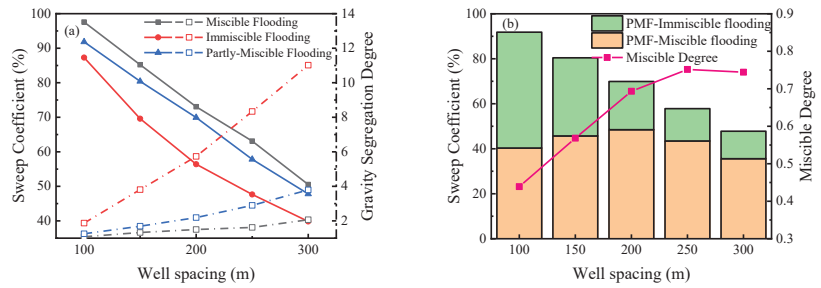 (a)
Miscible Flooding
Immiscible Flooding
Partly-Miscible Flooding
100
90
80
70
60
50
40
Sweep Coefficient (%)
14
12
10
8
6
4
2
Gravity Segregation Degree
100 200 300
Well spacing (m)
(b)
PMF-Immiscible flooding
PMF-Miscible flooding
Miscible Degree
100
80
60
40
20
0
Sweep Coefficient (%)
0.9
0.8
0.7
0.6
0.5
0.4
0.3
Miscible Degree
100 150 200 250 300
Well spacing (m)